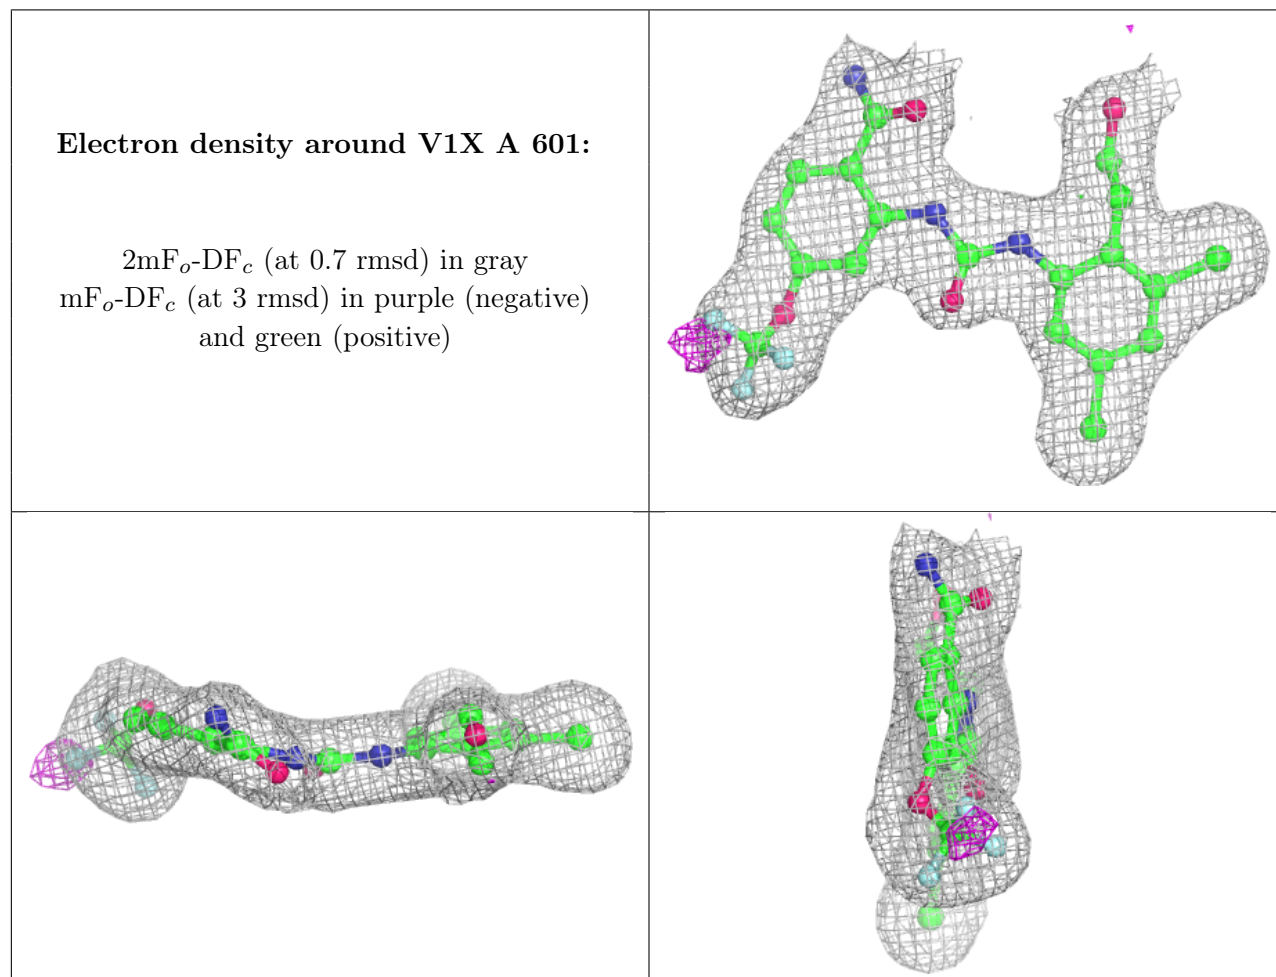 Electron density around V1X A 601:
2mFo-DFc (at 0.7 rmsd) in gray
mFo-DFc (at 3 rmsd) in purple (negative)
and green (positive)